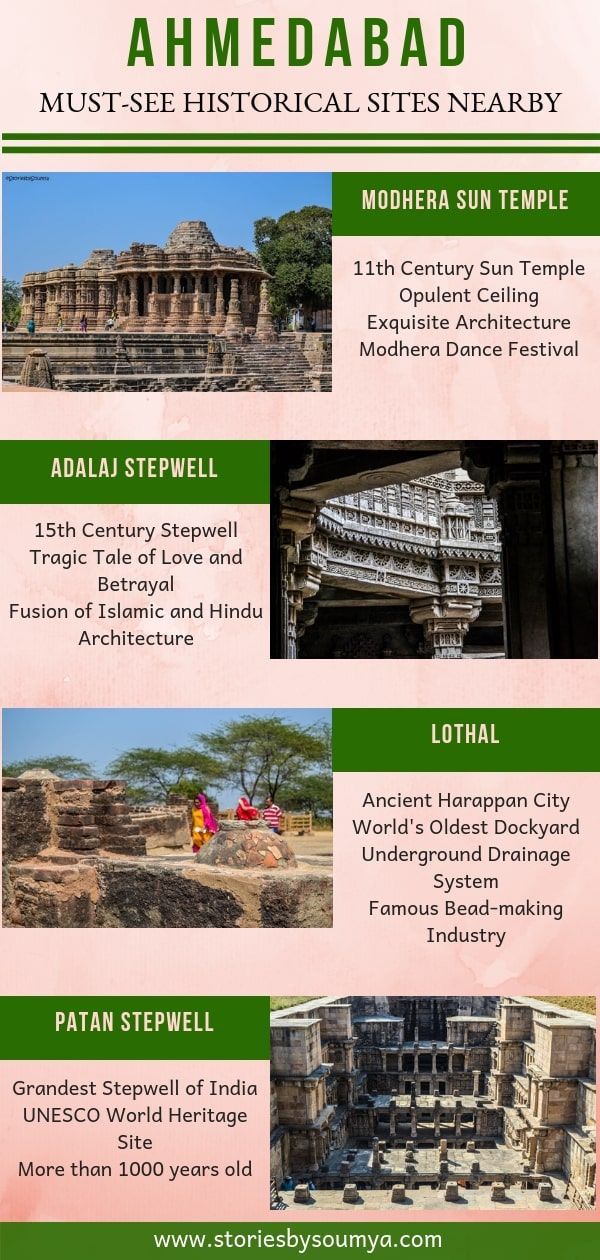 AHMEDABAD
MUST-SEE HISTORICAL SITES NEARBY
©StoriesbySoumya
MODHERA SUN TEMPLE
11th Century Sun Temple
Opulent Ceiling
Exquisite Architecture
Modhera Dance Festival
ADALAJ STEPWELL
15th Century Stepwell
Tragic Tale of Love and
Betrayal
Fusion of Islamic and Hindu
Architecture
LOTHAL
Ancient Harappan City
World's Oldest Dockyard
Underground Drainage
System
Famous Bead-making
Industry
PATAN STEPWELL
Grandest Stepwell of India
UNESCO World Heritage
Site
More than 1000 years old
www.storiesbysoumya.com